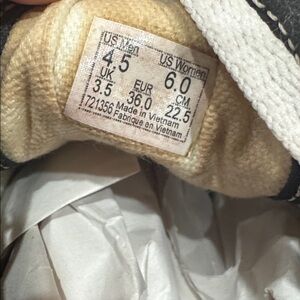 US Men US Women
4.5 6.0
UK EUR CM
3.5 36.0 22.5
721356 Made in Vietnam
Fabriqué en Vietnam